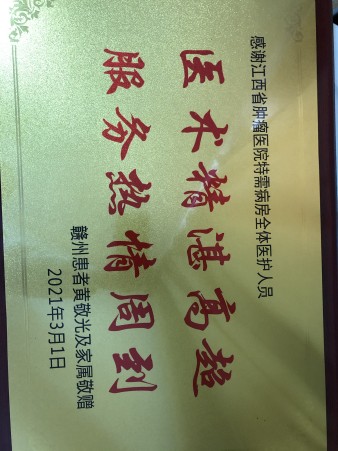 感谢江西省肿瘤医院特需病房全体医护人员
医术精湛高超
服务热情周到
赣州患者黄敬光及家属敬赠
2021年3月1日